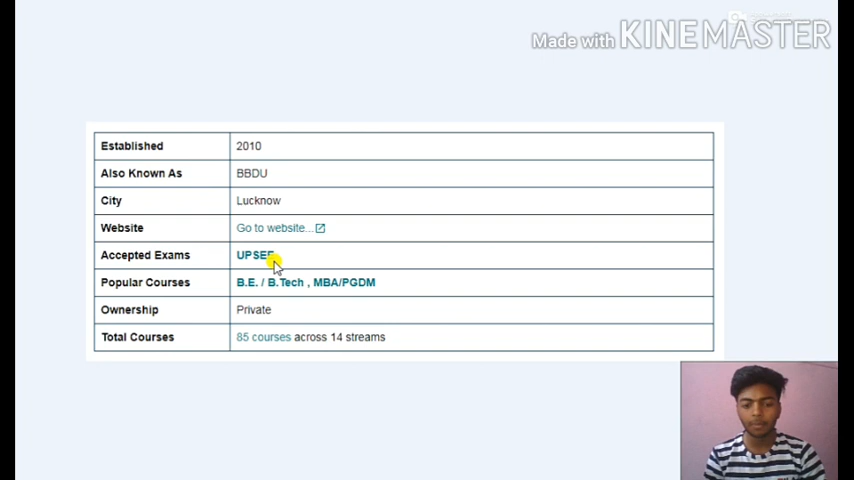 Made with KINEMASTER
Established 2010
Also Known As BBDU
City Lucknow
Website Go to website...
Accepted Exams UPSEE
Popular Courses B.E. / B.Tech , MBA/PGDM
Ownership Private
Total Courses 85 courses across 14 streams